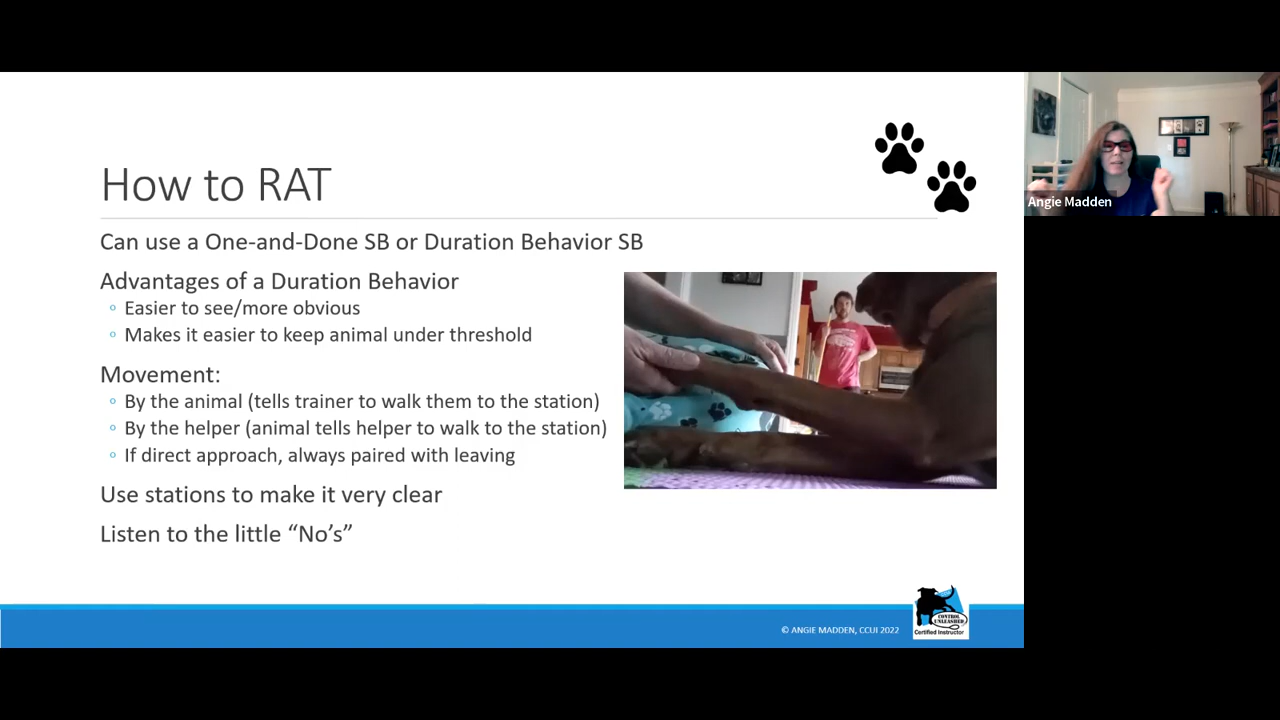 How to RAT
Can use a One-and-Done SB or Duration Behavior SB
Advantages of a Duration Behavior
Easier to see/more obvious
Makes it easier to keep animal under threshold
Movement:
By the animal (tells trainer to walk them to the station)
By the helper (animal tells helper to walk to the station)
If direct approach, always paired with leaving
Use stations to make it very clear
Listen to the little “No’s”
© ANGIE MADDEN, CCUI 2022
CONTROL
UNLEASHED
Certified Instructor
Angie Madden